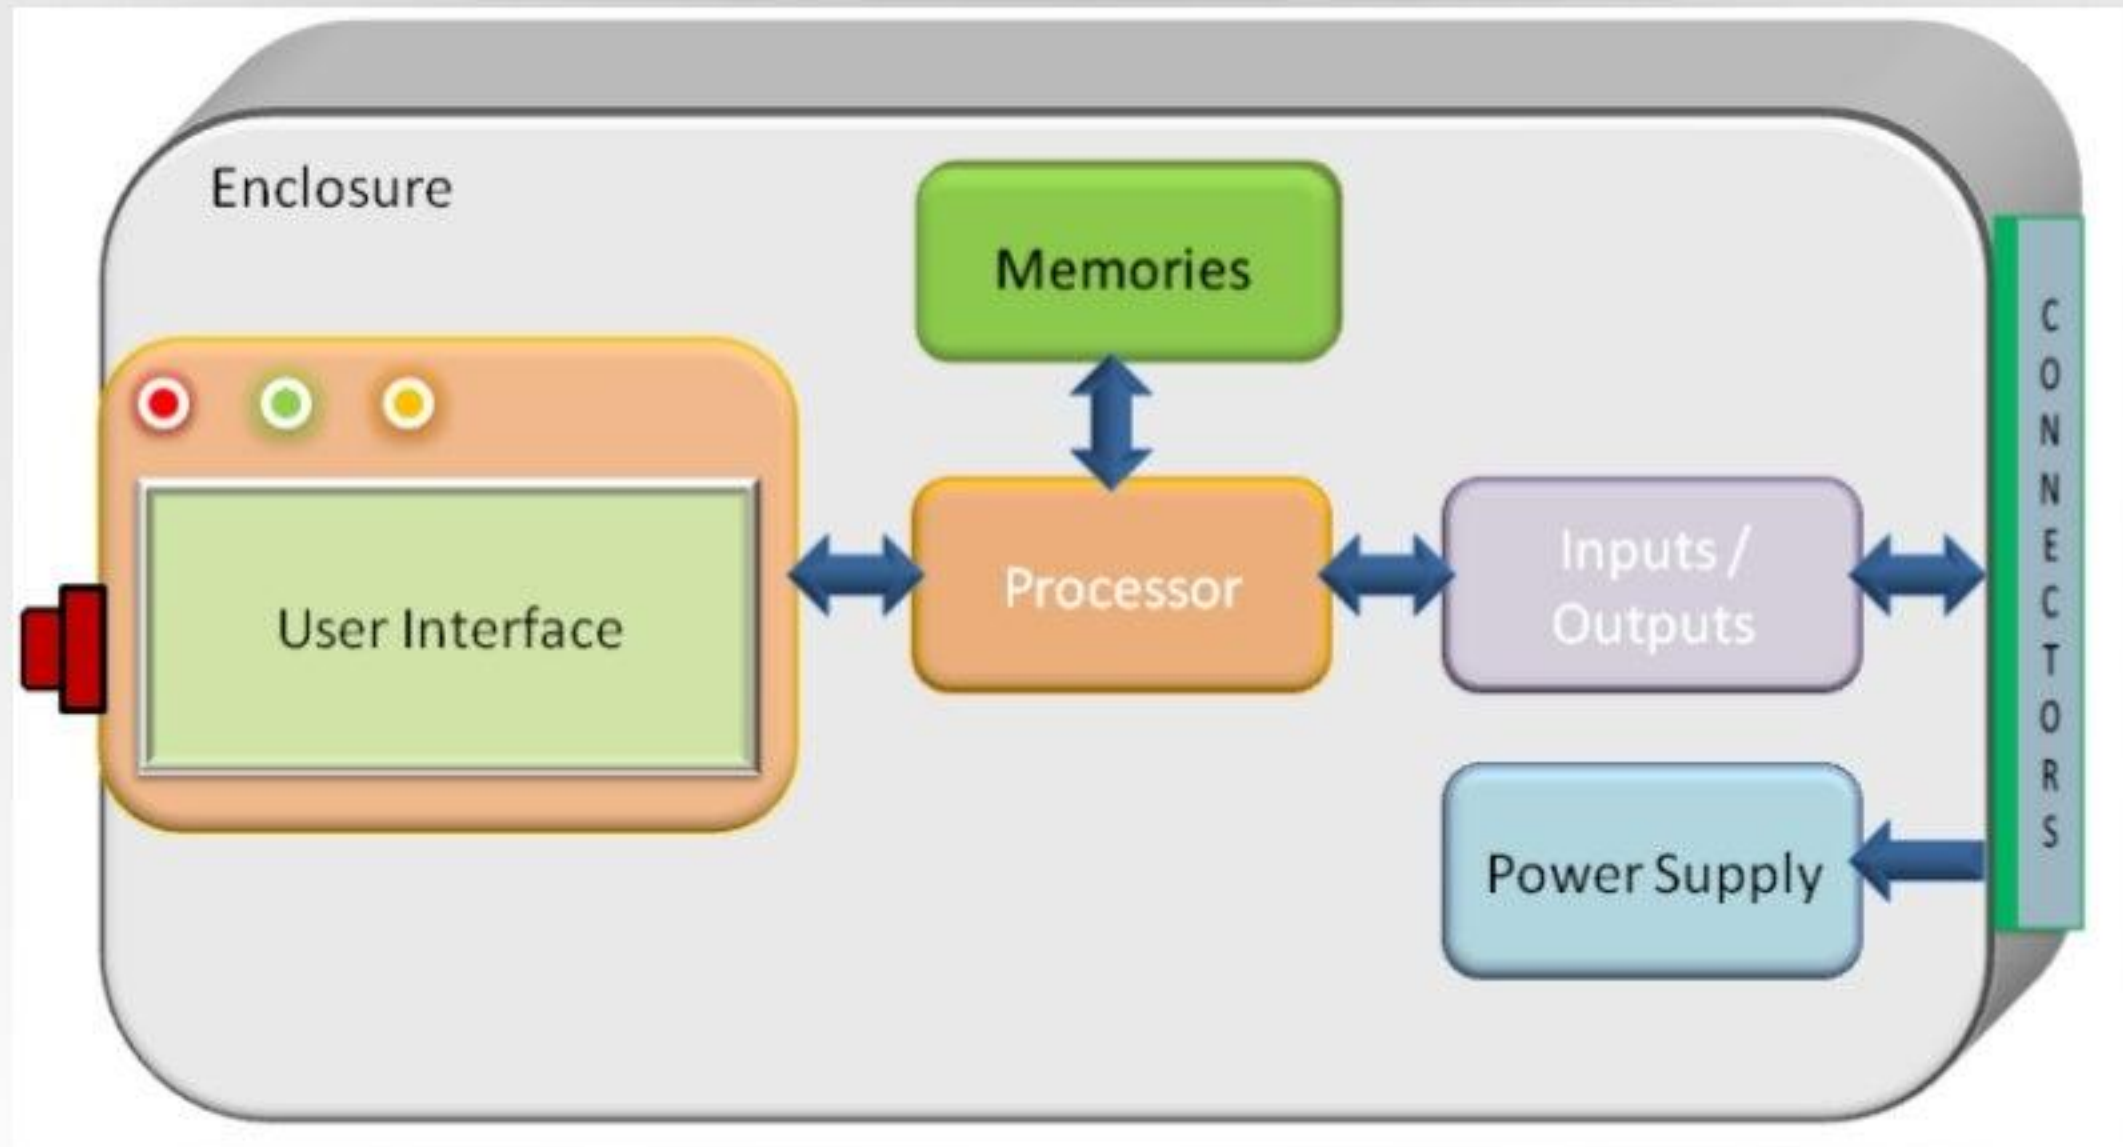 Enclosure
Memories
User Interface
Processor
Inputs /
Outputs
Power Supply
CONNECTORS